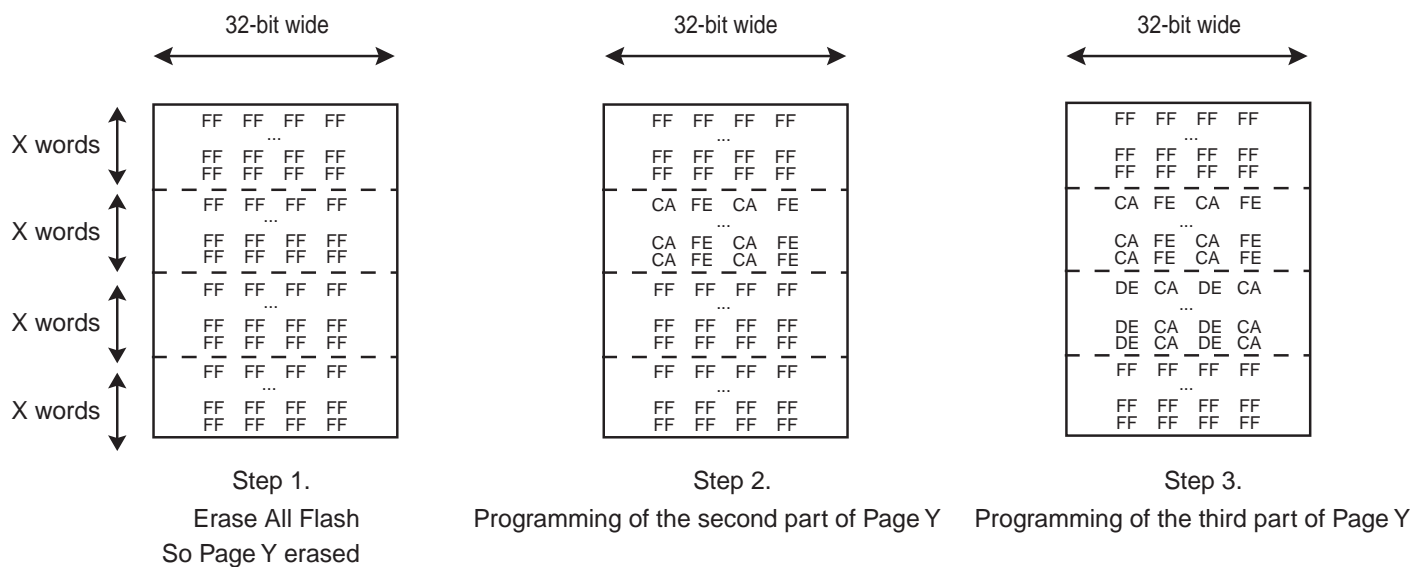 32-bit wide 32-bit wide 32-bit wide
X words FF FF FF FF FF FF FF FF FF FF FF FF
... ... ...
FF FF FF FF FF FF FF FF FF FF FF FF
FF FF FF FF FF FF FF FF FF FF FF FF
X words FF FF FF FF CA FE CA FE CA FE CA FE
... ... ...
FF FF FF FF CA FE CA FE CA FE CA FE
FF FF FF FF CA FE CA FE CA FE CA FE
X words FF FF FF FF FF FF FF FF DE CA DE CA
... ... ...
FF FF FF FF FF FF FF FF DE CA DE CA
FF FF FF FF FF FF FF FF DE CA DE CA
X words FF FF FF FF FF FF FF FF FF FF FF FF
... ... ...
FF FF FF FF FF FF FF FF FF FF FF FF
FF FF FF FF FF FF FF FF FF FF FF FF
Step 1. Step 2. Step 3.
Erase All Flash Programming of the second part of Page Y Programming of the third part of Page Y
So Page Y erased